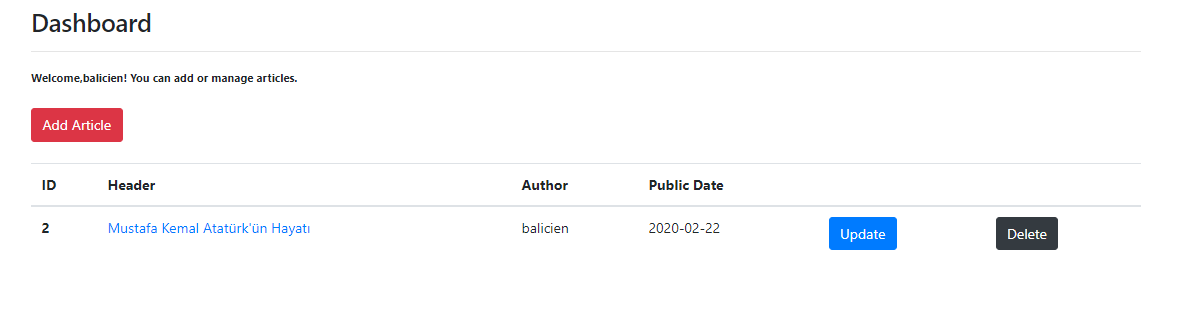 Dashboard
Welcome,balicien! You can add or manage articles.
Add Article
ID Header Author Public Date
2 Mustafa Kemal Atatürk'ün Hayatı balicien 2020-02-22 Update Delete